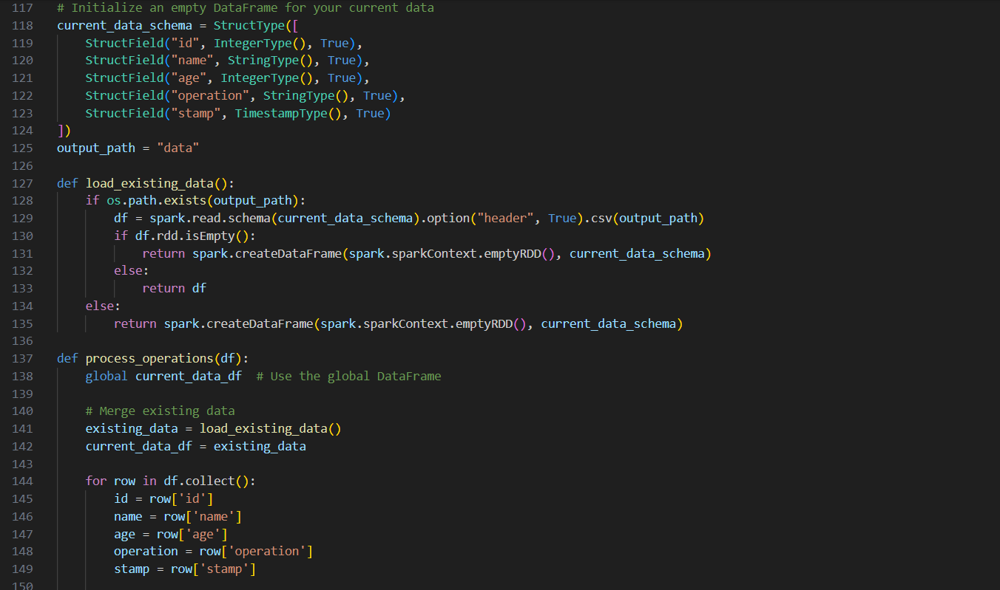 117 # Initialize an empty DataFrame for your current data
118 current_data_schema = StructType([
119     StructField("id", IntegerType(), True),
120     StructField("name", StringType(), True),
121     StructField("age", IntegerType(), True),
122     StructField("operation", StringType(), True),
123     StructField("stamp", TimestampType(), True)
124 ])
125 output_path = "data"
126
127 def load_existing_data():
128     if os.path.exists(output_path):
129         df = spark.read.schema(current_data_schema).option("header", True).csv(output_path)
130         if df.rdd.isEmpty():
131             return spark.createDataFrame(spark.sparkContext.emptyRDD(), current_data_schema)
132         else:
133             return df
134     else:
135         return spark.createDataFrame(spark.sparkContext.emptyRDD(), current_data_schema)
136
137 def process_operations(df):
138     global current_data_df  # Use the global DataFrame
139
140     # Merge existing data
141     existing_data = load_existing_data()
142     current_data_df = existing_data
143
144     for row in df.collect():
145         id = row['id']
146         name = row['name']
147         age = row['age']
148         operation = row['operation']
149         stamp = row['stamp']
150